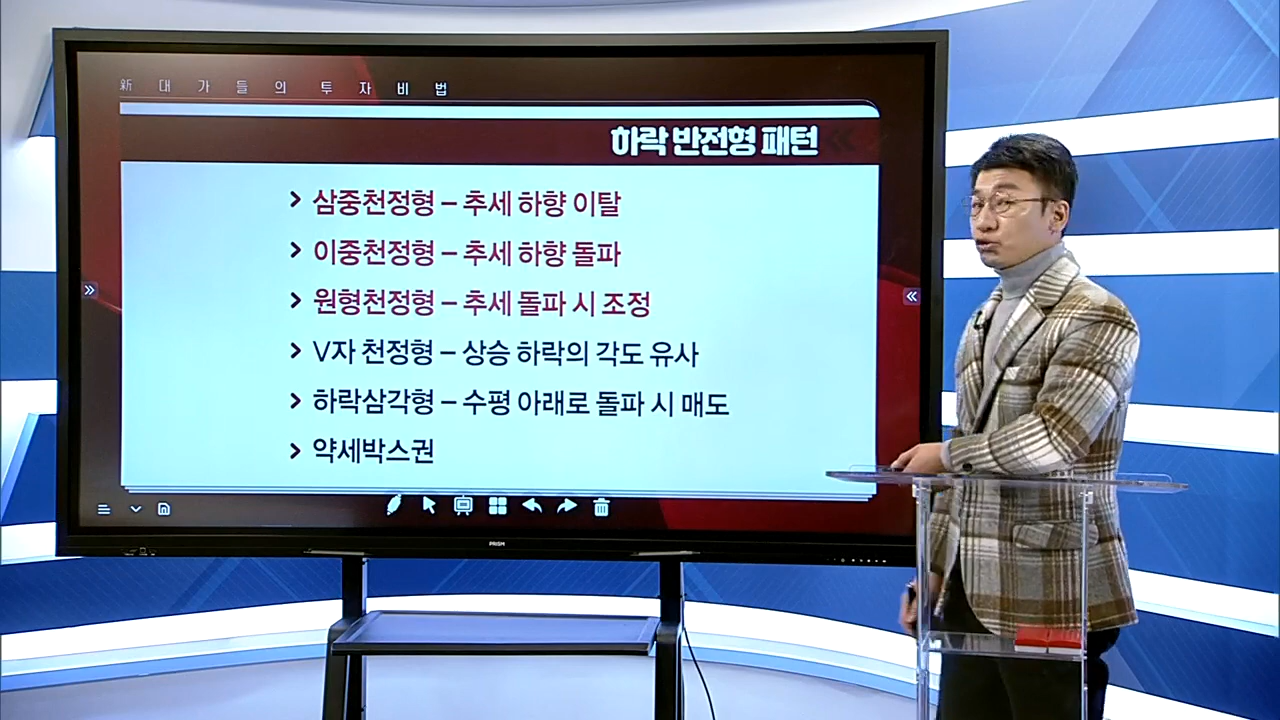 新 대가들의 투자비법
하락 반전형 패턴
삼중천정형 – 추세 하향 이탈
이중천정형 – 추세 하향 돌파
원형천정형 – 추세 돌파 시 조정
V자 천정형 – 상승 하락의 각도 유사
하락삼각형 – 수평 아래로 돌파 시 매도
약세박스권
PRISM